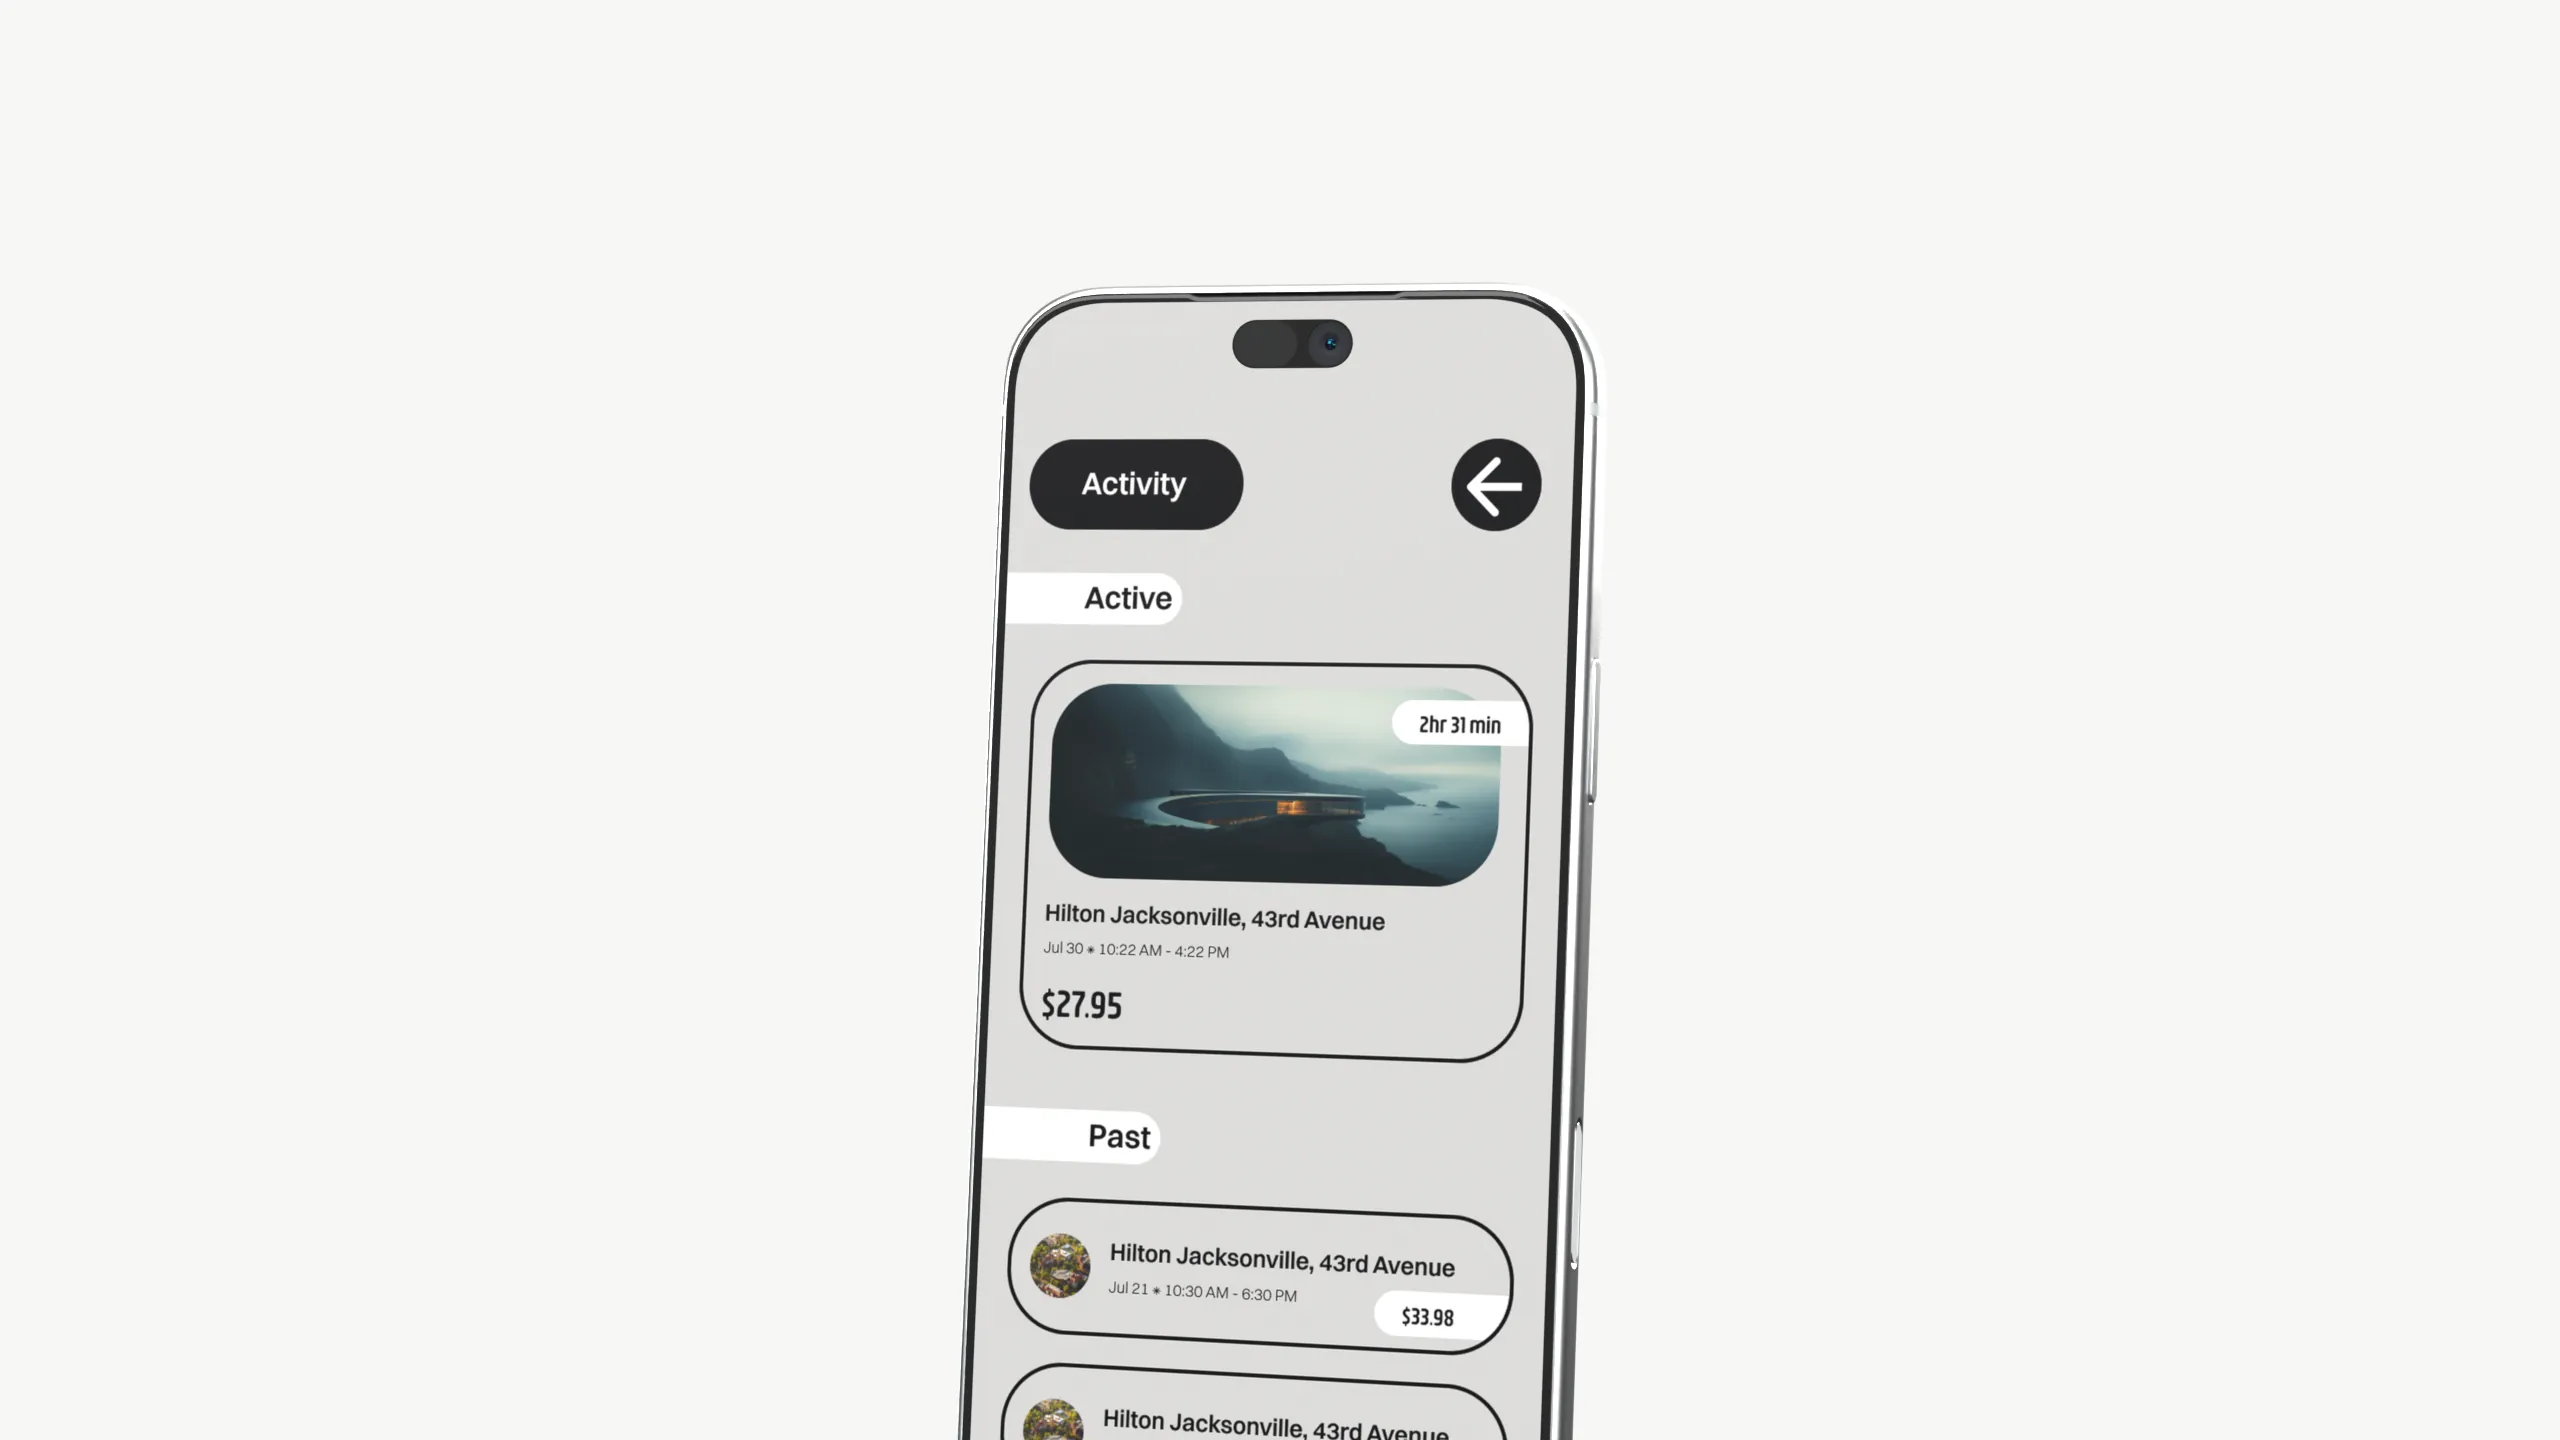 Activity
Active
2hr 31 min
Hilton Jacksonville, 43rd Avenue
Jul 30 • 10:22 AM - 4:22 PM
$27.95
Past
Hilton Jacksonville, 43rd Avenue
Jul 21 • 10:30 AM - 6:30 PM
$33.98
Hilton Jacksonville, 43rd Avenue